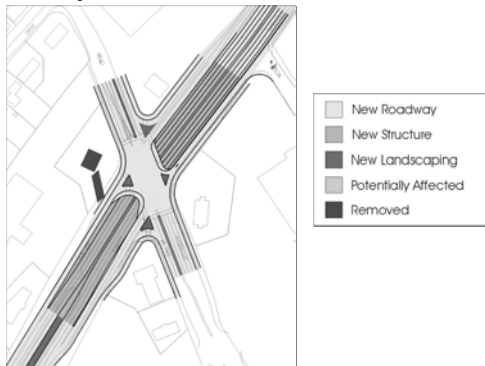 New Roadway
New Structure
New Landscaping
Potentially Affected
Removed